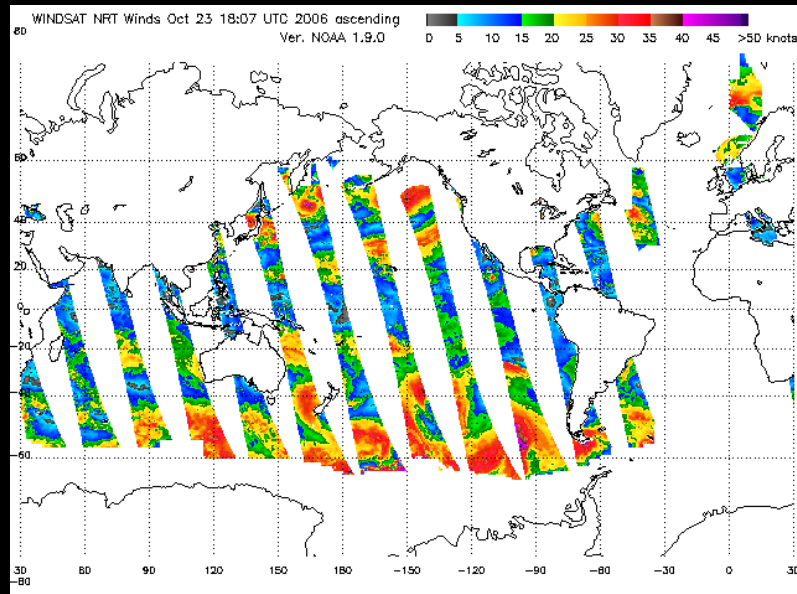 WINDSAT NRT Winds Oct 23 18:07 UTC 2006 ascending
Ver. NOAA 1.9.0
0 5 10 15 20 25 30 35 40 45 >50 knots
80
60
40
20
0
-20
-40
-60
-80
30 60 90 120 150 180 -150 -120 -90 -60 -30 0 30